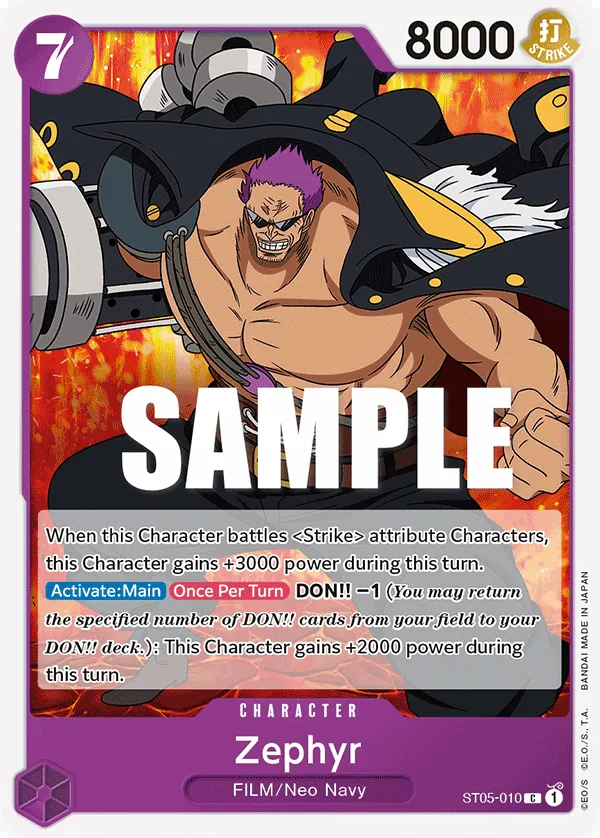 7
8000
打
STRIKE
SAMPLE
When this Character battles <Strike> attribute Characters,
this Character gains +3000 power during this turn.
Activate:Main Once Per Turn DON!! −1 (You may return
the specified number of DON!! cards from your field to your
DON!! deck.): This Character gains +2000 power during
this turn.
CHARACTER
Zephyr
FILM/Neo Navy
ST05-010 C 1
©E.O/S ©E.O./S., T.A. BANDAI MADE IN JAPAN